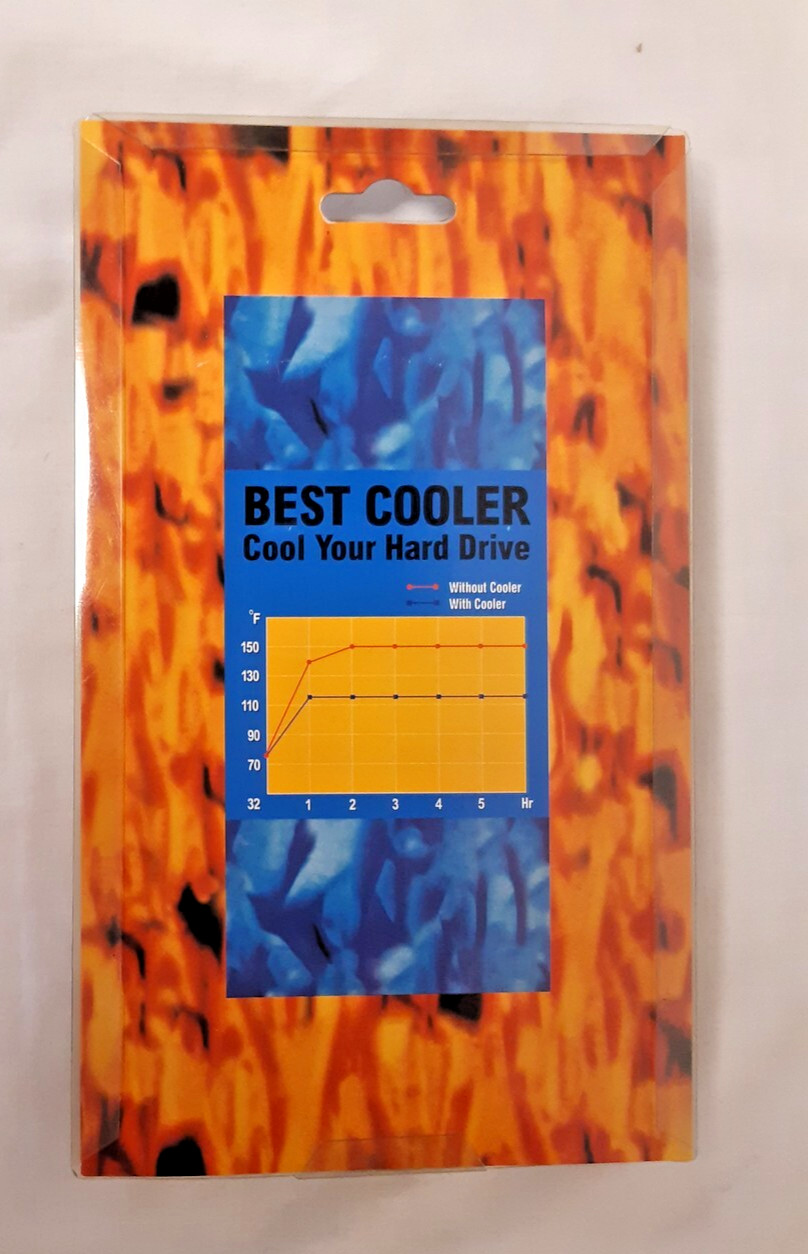 BEST COOLER
Cool Your Hard Drive
Without Cooler
With Cooler
°F
150
130
110
90
70
32 1 2 3 4 5 Hr